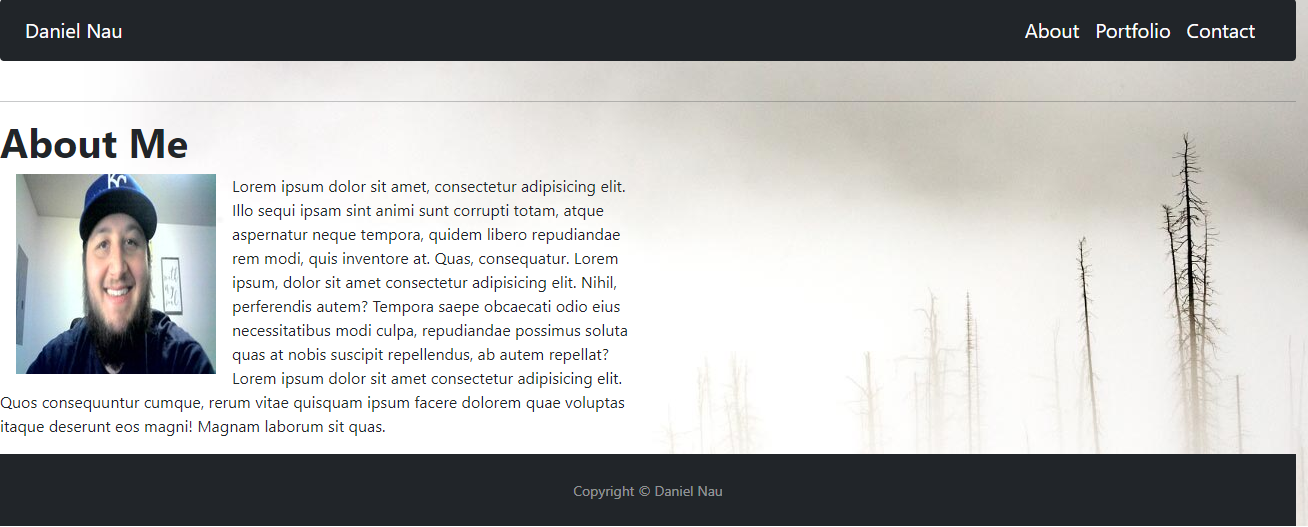 Daniel Nau
About Portfolio Contact
About Me
KC
Lorem ipsum dolor sit amet, consectetur adipisicing elit.
Illo sequi ipsam sint animi sunt corrupti totam, atque
aspernatur neque tempora, quidem libero repudiandae
rem modi, quis inventore at. Quas, consequatur. Lorem
ipsum, dolor sit amet consectetur adipisicing elit. Nihil,
perferendis autem? Tempora saepe obcaecati odio eius
necessitatibus modi culpa, repudiandae possimus soluta
quas at nobis suscipit repellendus, ab autem repellat?
Lorem ipsum dolor sit amet consectetur adipisicing elit.
Quos consequuntur cumque, rerum vitae quisquam ipsum facere dolorem quae voluptas
itaque deserunt eos magni! Magnam laborum sit quas.
Copyright © Daniel Nau